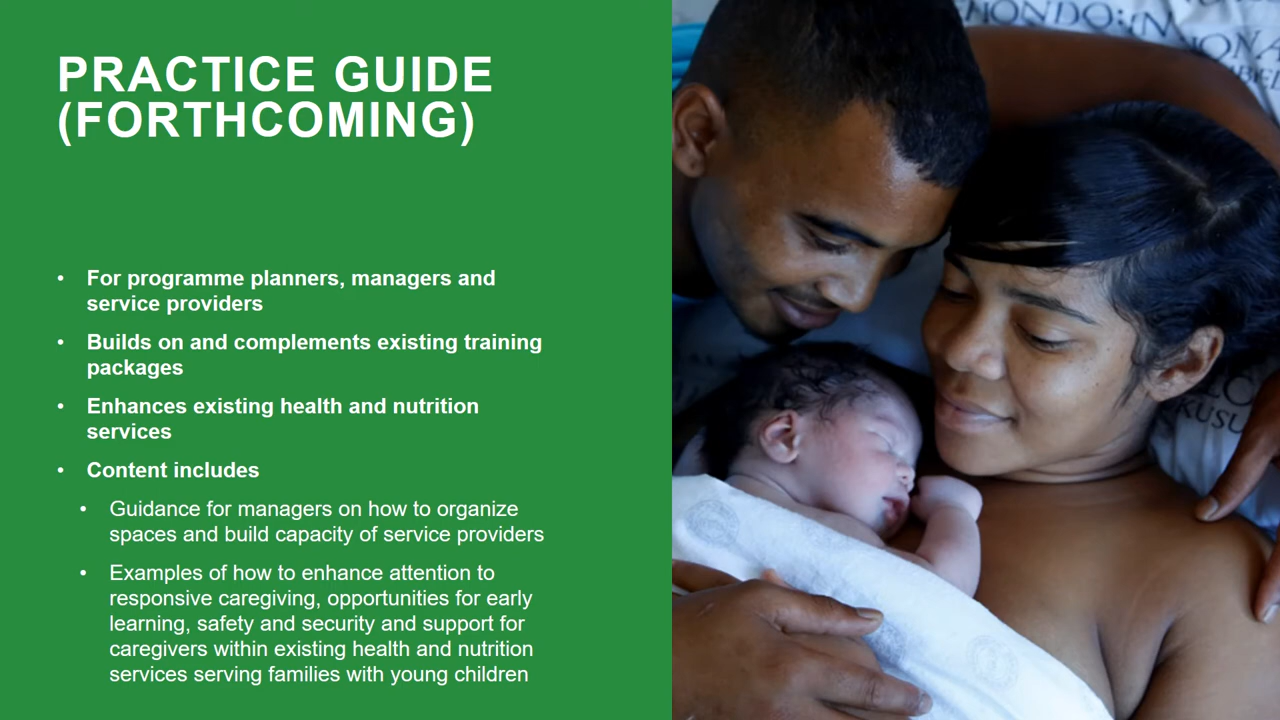 PRACTICE GUIDE
(FORTHCOMING)
• For programme planners, managers and
service providers
• Builds on and complements existing training
packages
• Enhances existing health and nutrition
services
• Content includes
• Guidance for managers on how to organize
spaces and build capacity of service providers
• Examples of how to enhance attention to
responsive caregiving, opportunities for early
learning, safety and security and support for
caregivers within existing health and nutrition
services serving families with young children